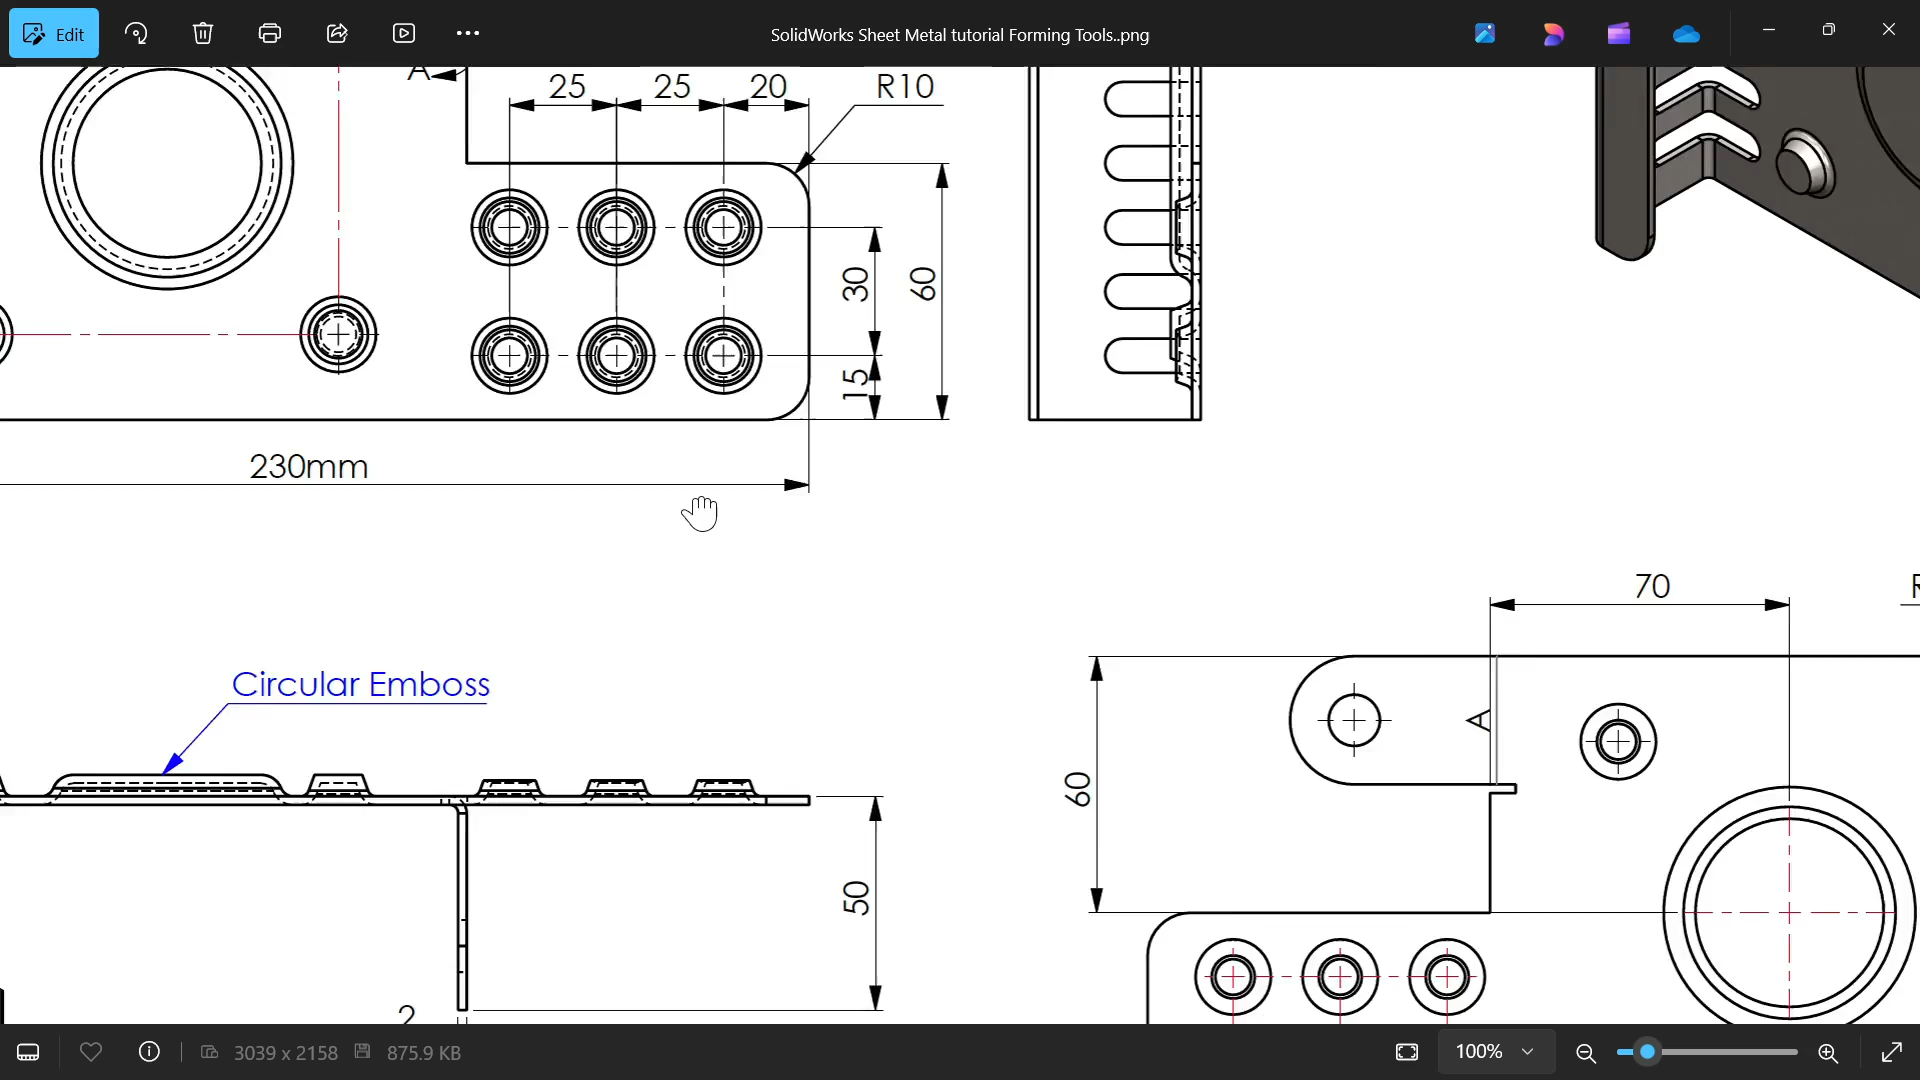 Edit
SolidWorks Sheet Metal tutorial Forming Tools..png
A
25
25
20
R10
30
60
15
230mm
70
Circular Emboss
A
60
50
2
3039 x 2158
875.9 KB
100%